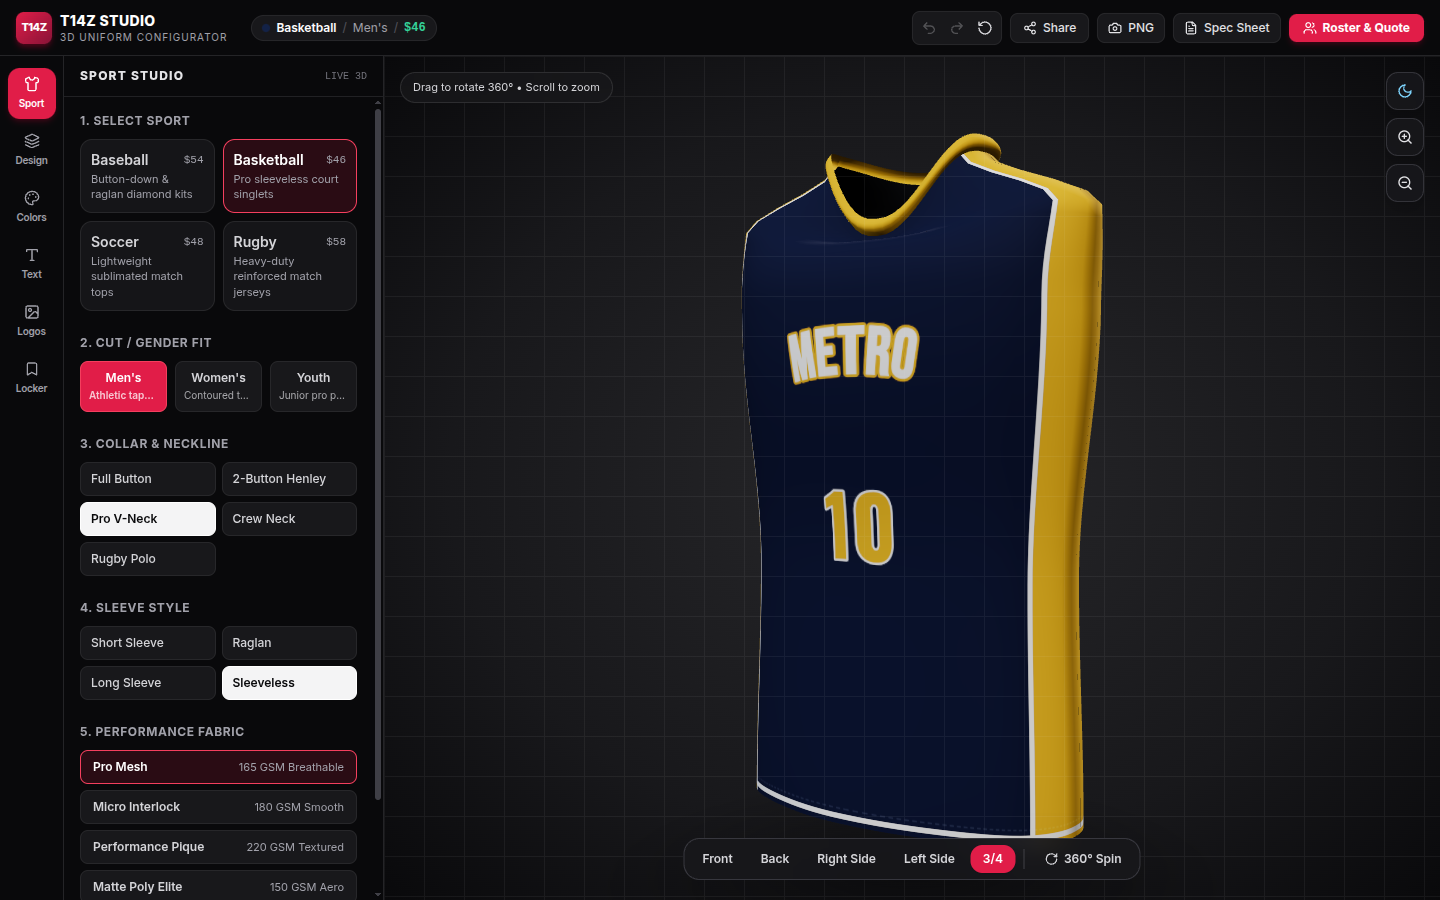 T14Z
T14Z STUDIO
3D UNIFORM CONFIGURATOR
Basketball / Men's / $46
Share
PNG
Spec Sheet
Roster & Quote
Sport
Design
Colors
Text
Logos
Locker
SPORT STUDIO
LIVE 3D
1. SELECT SPORT
Baseball $54
Button-down &
raglan diamond kits
Basketball $46
Pro sleeveless court
singlets
Soccer $48
Lightweight
sublimated match
tops
Rugby $58
Heavy-duty
reinforced match
jerseys
2. CUT / GENDER FIT
Men's
Athletic tap...
Women's
Contoured t...
Youth
Junior pro p...
3. COLLAR & NECKLINE
Full Button
2-Button Henley
Pro V-Neck
Crew Neck
Rugby Polo
4. SLEEVE STYLE
Short Sleeve
Raglan
Long Sleeve
Sleeveless
5. PERFORMANCE FABRIC
Pro Mesh 165 GSM Breathable
Micro Interlock 180 GSM Smooth
Performance Pique 220 GSM Textured
Matte Poly Elite 150 GSM Aero
Drag to rotate 360° • Scroll to zoom
METRO
10
Front
Back
Right Side
Left Side
3/4
360° Spin